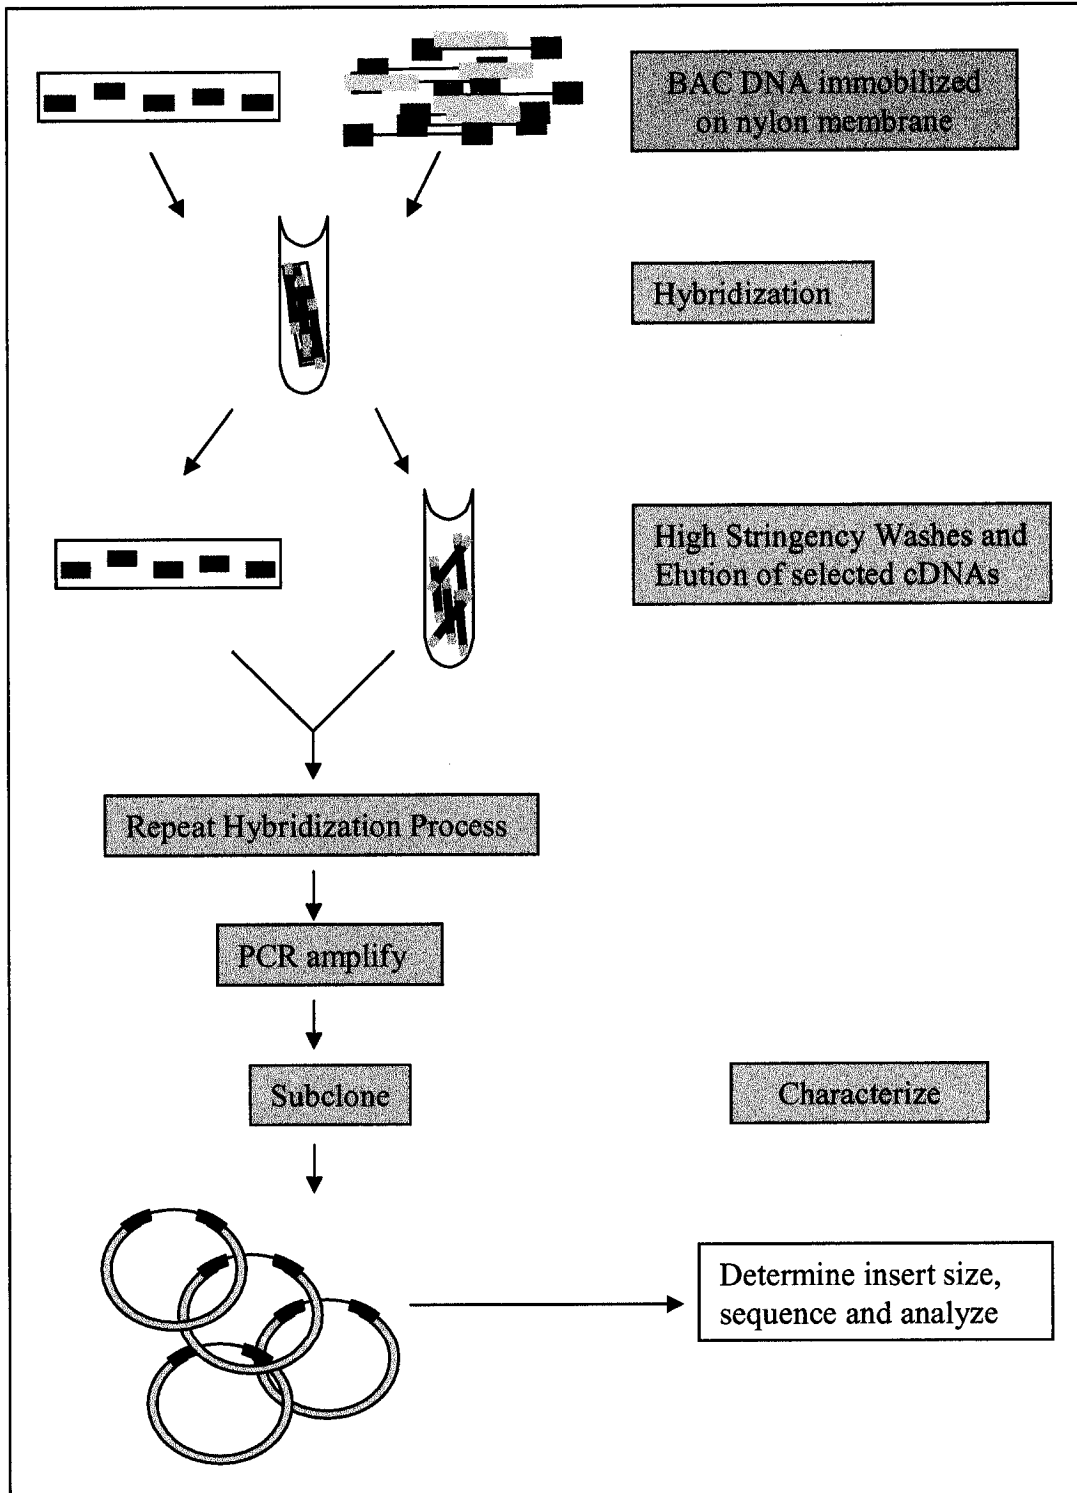 BAC DNA immobilized
on nylon membrane
Hybridization
High Stringency Washes and
Elution of selected cDNAs
Repeat Hybridization Process
PCR amplify
Subclone
Characterize
Determine insert size,
sequence and analyze